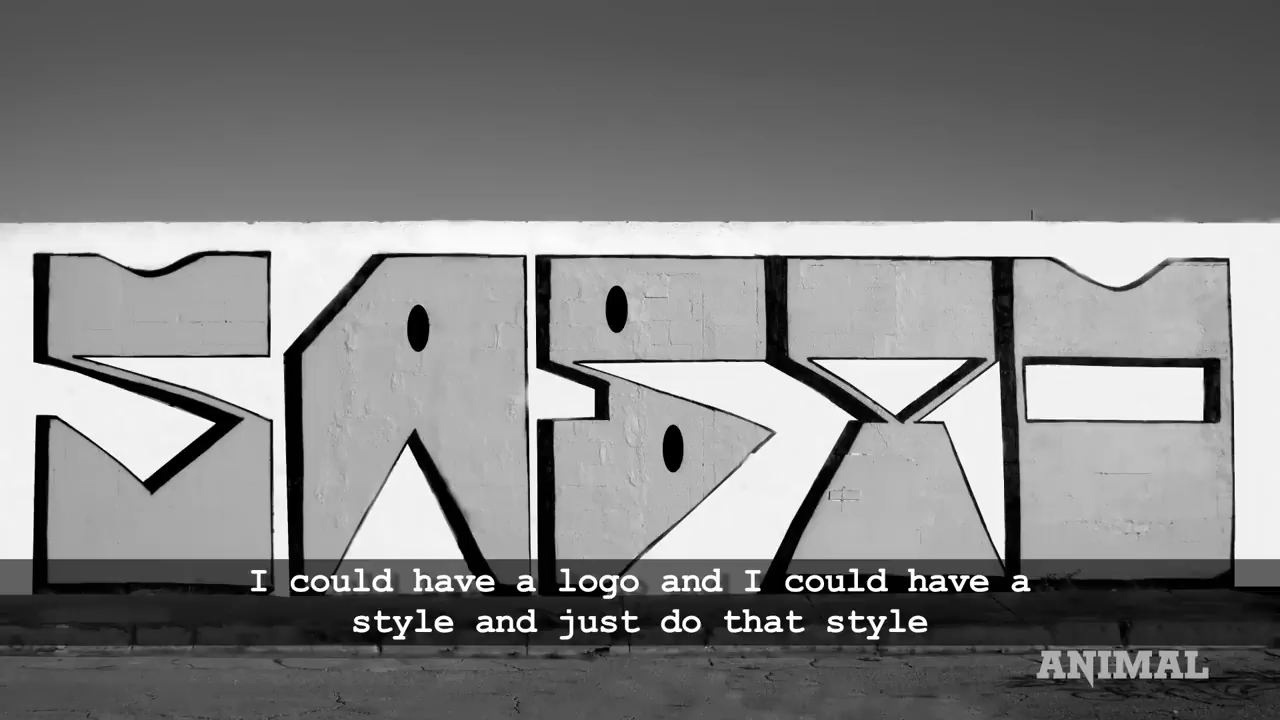 I could have a logo and I could have a
style and just do that style
ANIMAL